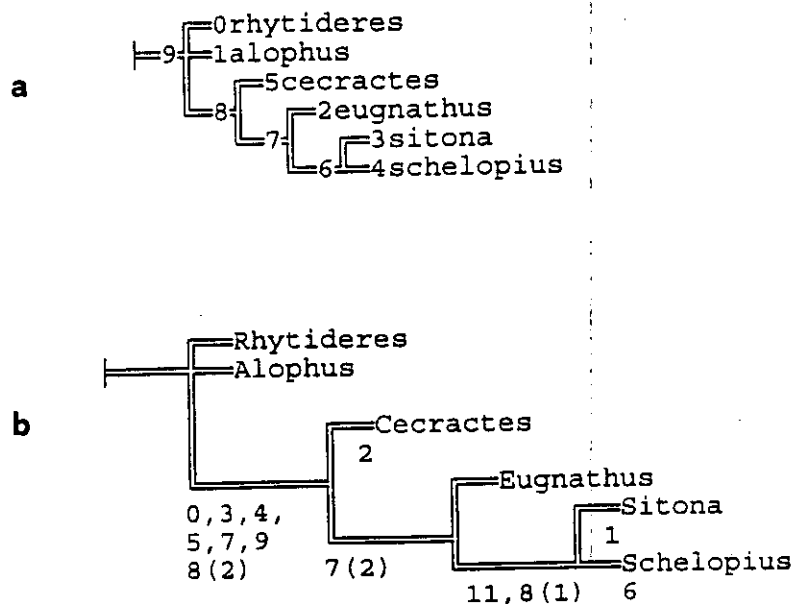 a
0rhytideres
9 1alophus
5cecractes
8 2eugnathus
7 3sitona
6 4schelopius
b
Rhytideres
Alophus
Cecractes
2
Eugnathus
0,3,4,
5,7,9
8(2)
7(2)
Sitona
1
Schelopius
11,8(1) 6